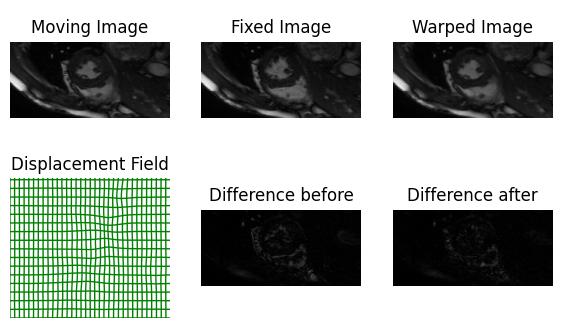 Moving Image
Fixed Image
Warped Image
Displacement Field
Difference before
Difference after